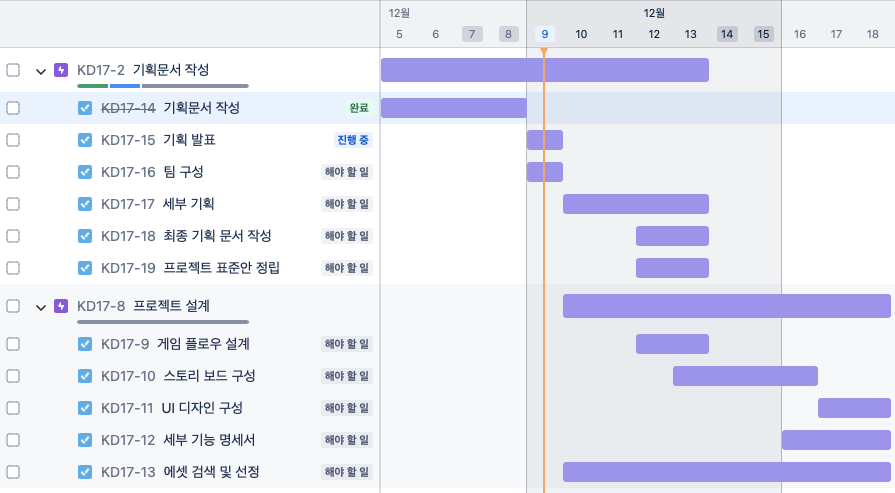 12월 12월
5 6 7 8 9 10 11 12 13 14 15 16 17 18
KD17-2 기획문서 작성
KD17-14 기획문서 작성 완료
KD17-15 기획 발표 진행 중
KD17-16 팀 구성 해야 할 일
KD17-17 세부 기획 해야 할 일
KD17-18 최종 기획 문서 작성 해야 할 일
KD17-19 프로젝트 표준안 정립 해야 할 일
KD17-8 프로젝트 설계
KD17-9 게임 플로우 설계 해야 할 일
KD17-10 스토리 보드 구성 해야 할 일
KD17-11 UI 디자인 구성 해야 할 일
KD17-12 세부 기능 명세서 해야 할 일
KD17-13 에셋 검색 및 선정 해야 할 일